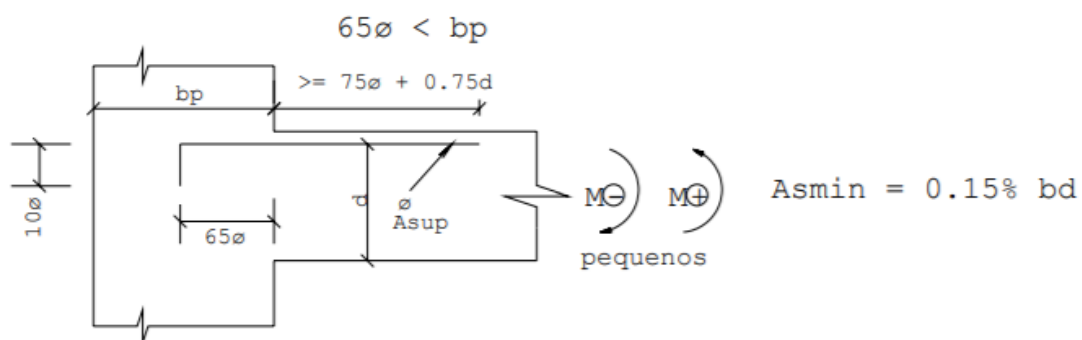 65ø < bp
>= 75ø + 0.75d
bp
10ø
65ø
d
ø
Asup
M⊖ M⊕
pequenos
Asmin = 0.15% bd